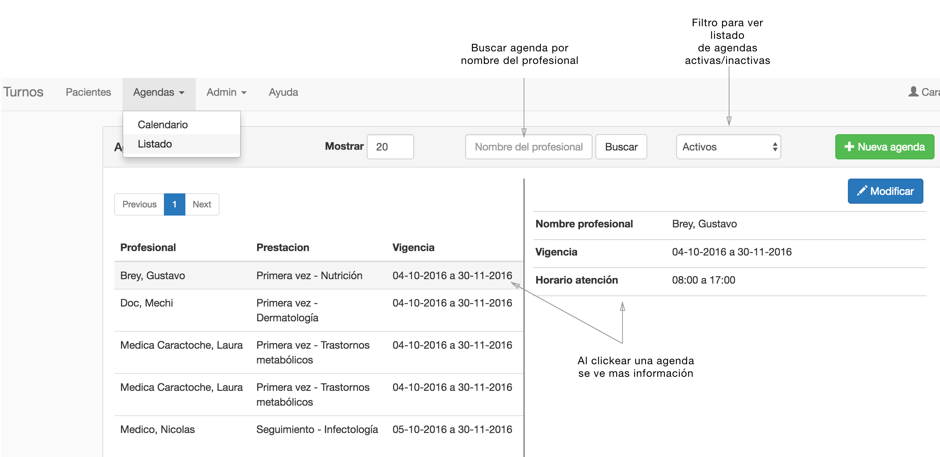 Filtro para ver
listado
de agendas
activas/inactivas
Buscar agenda por
nombre del profesional
Turnos Pacientes Agendas Admin Ayuda Cara
Calendario
Listado
A Mostrar 20 Nombre del profesional Buscar Activos Nueva agenda
Modificar
Previous 1 Next
Nombre profesional Brey, Gustavo
Profesional Prestacion Vigencia
Vigencia 04-10-2016 a 30-11-2016
Brey, Gustavo Primera vez - Nutrición 04-10-2016 a 30-11-2016
Horario atención 08:00 a 17:00
Doc, Mechi Primera vez - 04-10-2016 a 30-11-2016
Dermatología
Medica Caractoche, Laura Primera vez - Trastornos 04-10-2016 a 30-11-2016
metabólicos
Al clickear una agenda
se ve mas información
Medica Caractoche, Laura Primera vez - Trastornos 04-10-2016 a 30-11-2016
metabólicos
Medico, Nicolas Seguimiento - Infectología 05-10-2016 a 30-11-2016